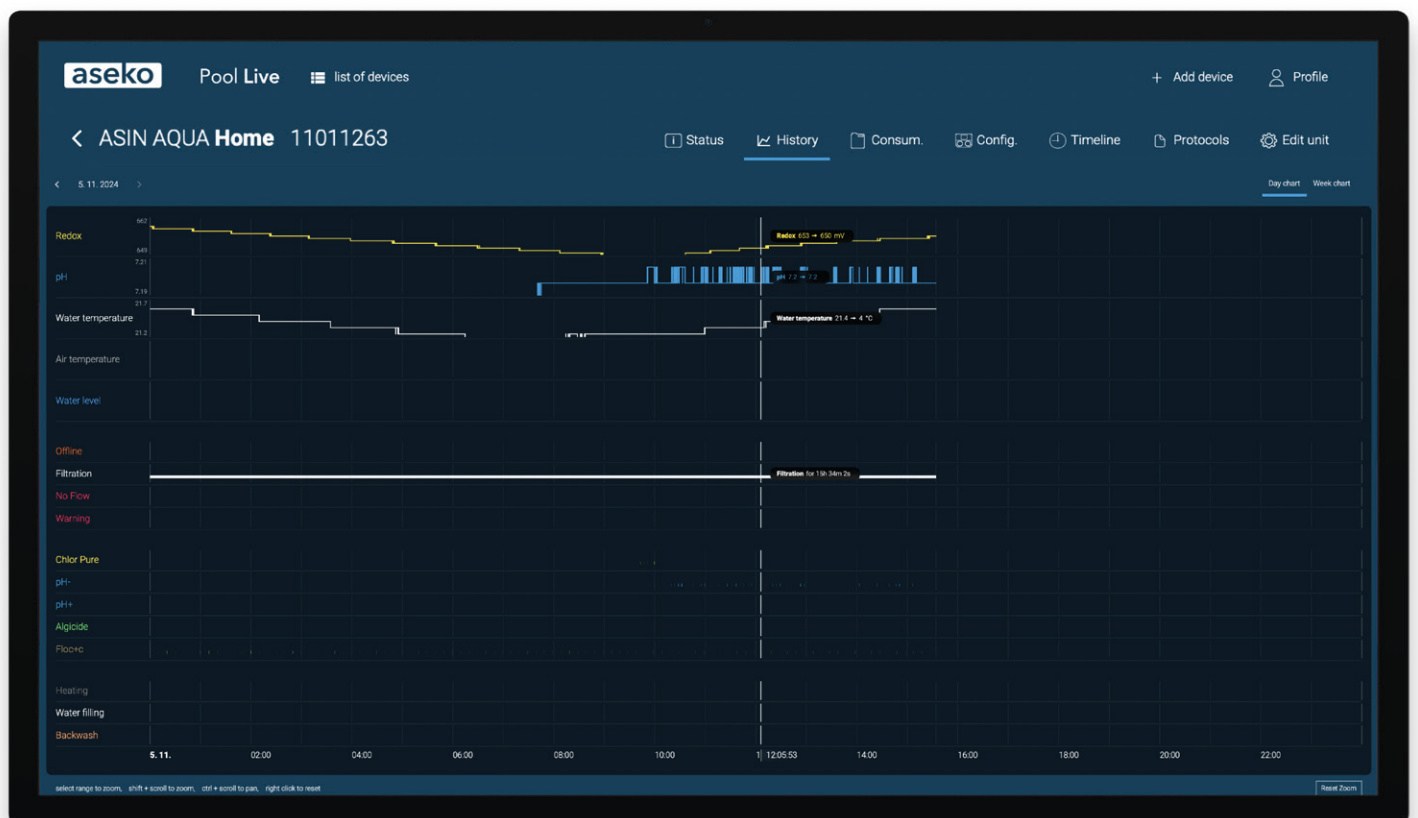 aseko Pool Live list of devices + Add device Profile
ASIN AQUA Home 11011263 Status History Consum. Config. Timeline Protocols Edit unit
5. 11. 2024 Day chart Week chart
662
Redox Redox 653 → 650 mV
649
7.21
pH pH 7.2 → 7.2
7.19
21.7
Water temperature Water temperature 21.4 → 4 °C
21.2
Air temperature
Water level
Offline
Filtration Filtration for 15h 34m 2s
No Flow
Warning
Chlor Pure
pH-
pH+
Algicide
Floc+c
Heating
Water filling
Backwash
5. 11. 02:00 04:00 06:00 08:00 10:00 1 12:05:53 14:00 16:00 18:00 20:00 22:00
select range to zoom, shift + scroll to zoom, ctrl + scroll to pan, right click to reset Reset Zoom